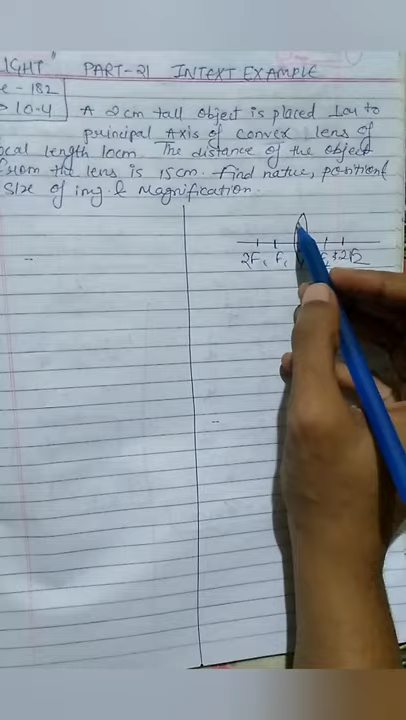 LIGHT" PART-21 INTEXT EXAMPLE
e - 182
10.4 A 2cm tall object is placed Lar to
principal Axis of convex lens of
ocal length 10cm The distance of the object
from the lens is 15cm. find natue, position &
Size of img. & Magnification.
2F1 F1 2F2